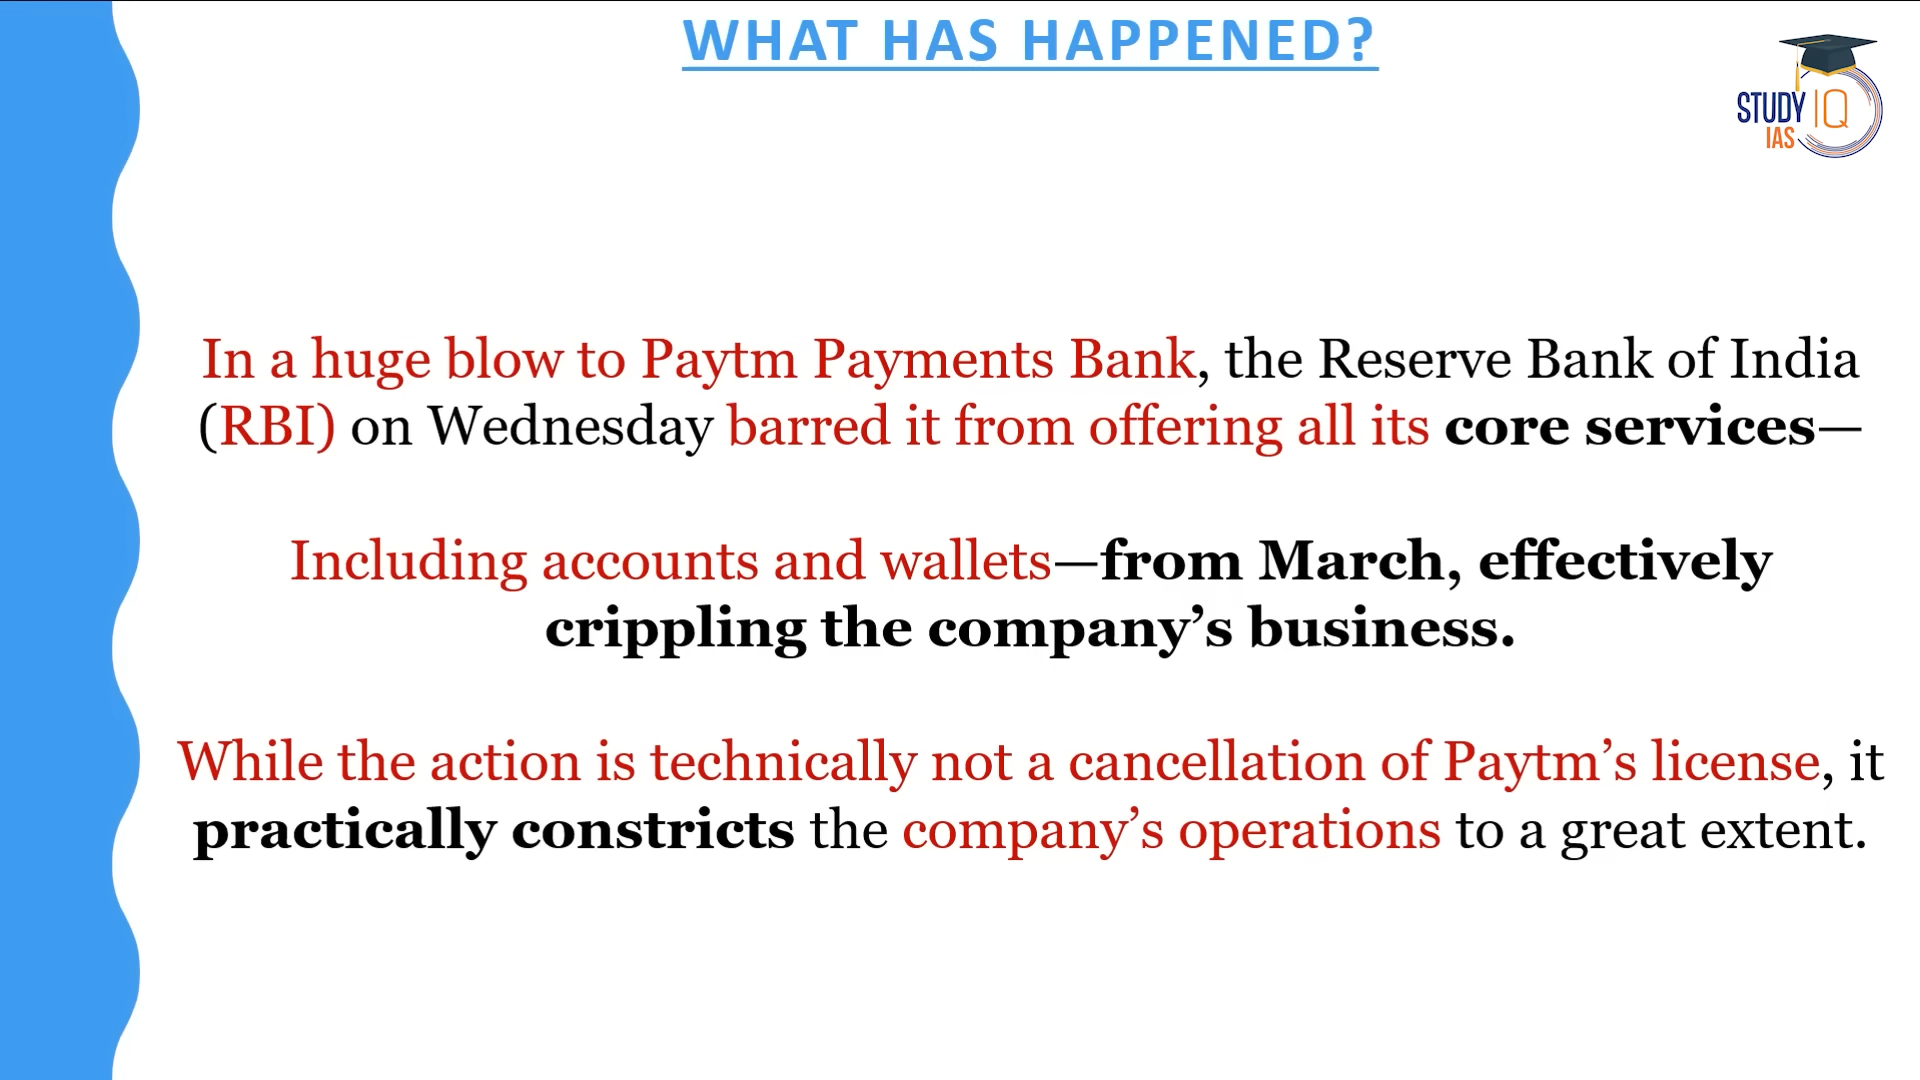 WHAT HAS HAPPENED?
STUDY IQ
IAS
In a huge blow to Paytm Payments Bank, the Reserve Bank of India
(RBI) on Wednesday barred it from offering all its core services—
Including accounts and wallets—from March, effectively
crippling the company’s business.
While the action is technically not a cancellation of Paytm’s license, it
practically constricts the company’s operations to a great extent.